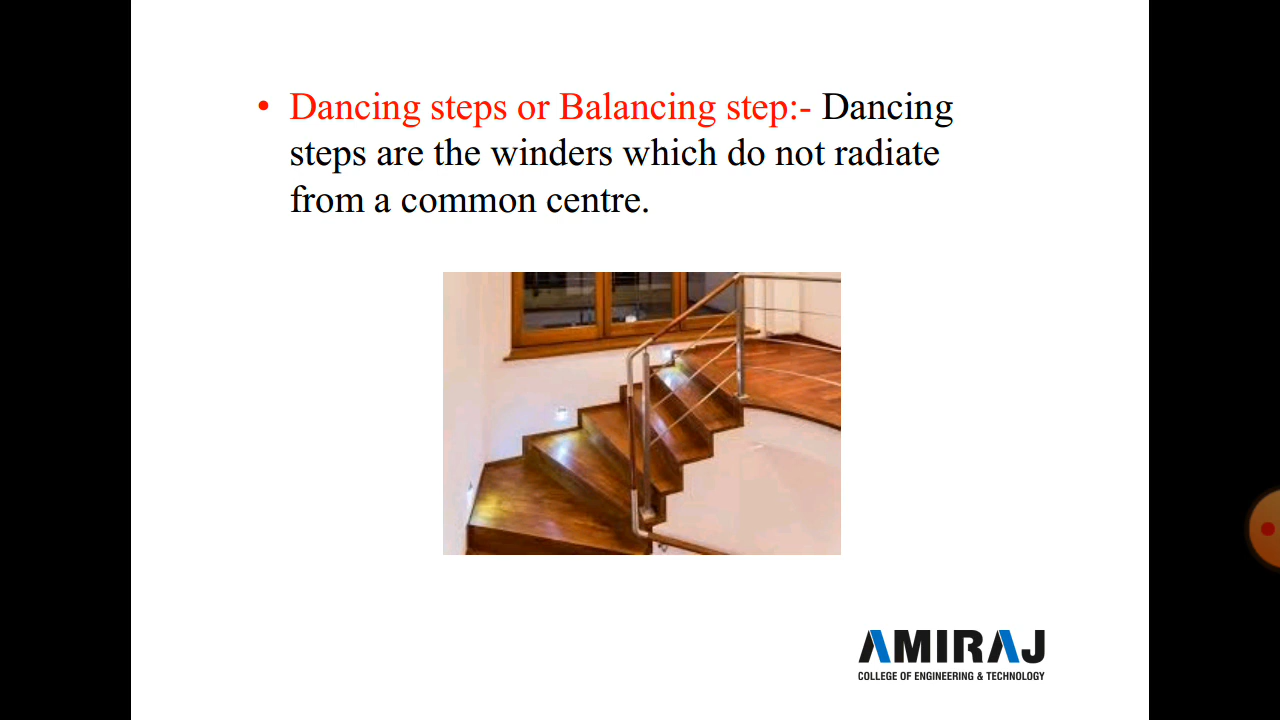 • Dancing steps or Balancing step:- Dancing
steps are the winders which do not radiate
from a common centre.
AMIRAJ
COLLEGE OF ENGINEERING & TECHNOLOGY